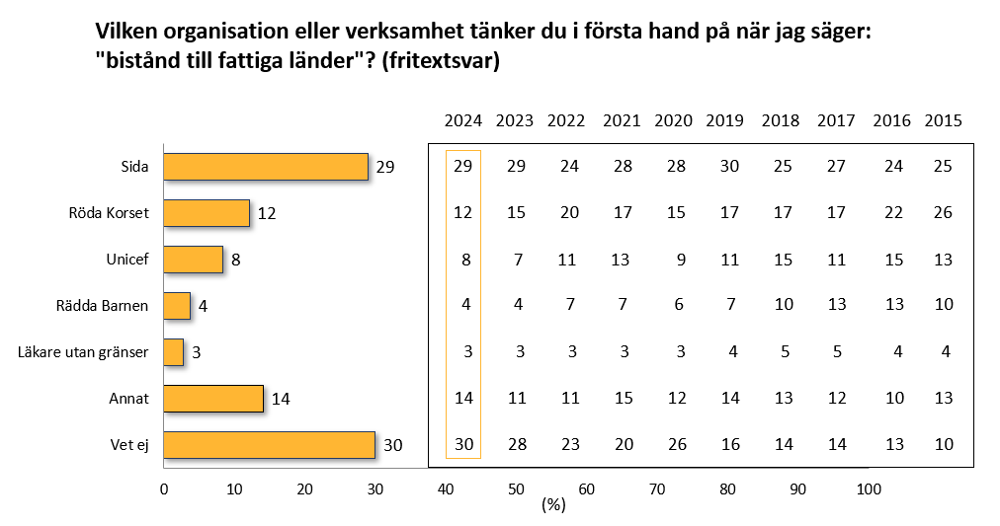 Vilken organisation eller verksamhet tänker du i första hand på när jag säger:
"bistånd till fattiga länder"? (fritextsvar)
2024 2023 2022 2021 2020 2019 2018 2017 2016 2015
Sida 29 29 29 24 28 28 30 25 27 24 25
Röda Korset 12 12 15 20 17 15 17 17 17 22 26
Unicef 8 8 7 11 13 9 11 15 11 15 13
Rädda Barnen 4 4 4 7 7 6 7 10 13 13 10
Läkare utan gränser 3 3 3 3 3 3 4 5 5 4 4
Annat 14 14 11 11 15 12 14 13 12 10 13
Vet ej 30 30 28 23 20 26 16 14 14 13 10
0 10 20 30 40 50 60 70 80 90 100
(%)